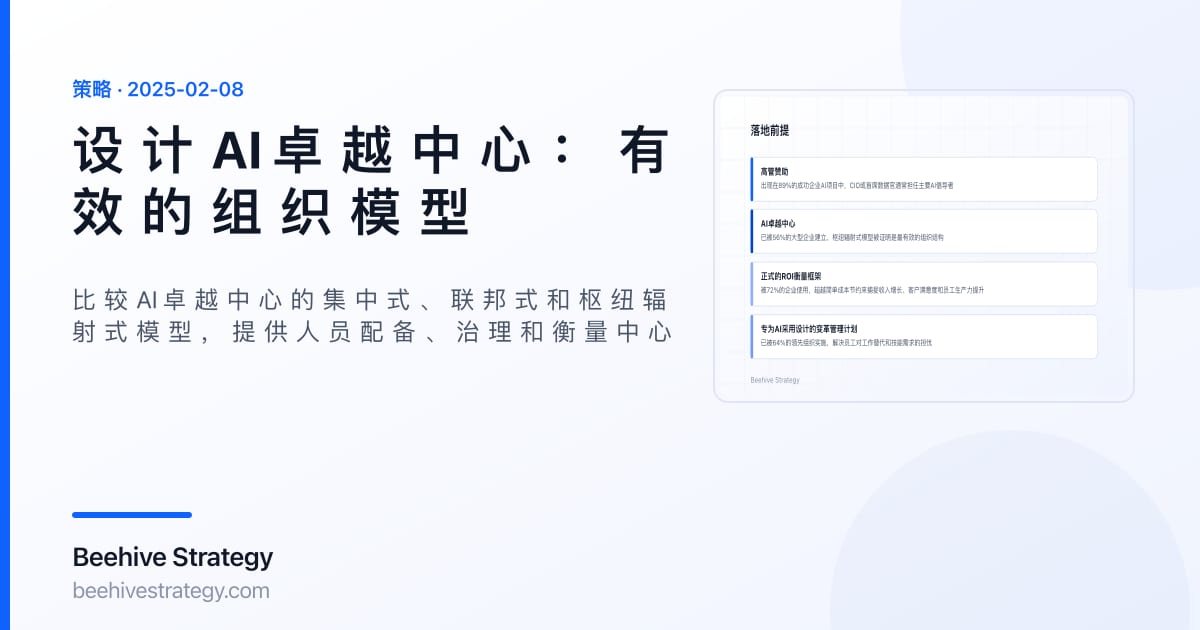 策略 · 2025-02-08
设计AI卓越中心：有
效的组织模型
比较AI卓越中心的集中式、联邦式和枢纽辐
射式模型，提供人员配备、治理和衡量中心
落地前提
高管赞助
出现在89%的成功企业AI项目中，CIO或首席数据官通常担任主要AI倡导者
AI卓越中心
已被56%的大型企业建立，枢纽辐射式模型被证明是最有效的组织结构
正式的ROI衡量框架
被72%的企业使用，超越简单成本节约来捕捉收入增长、客户满意度和员工生产力提升
专为AI采用设计的变革管理计划
已被64%的领先组织实施，解决员工对工作替代和技能需求的担忧
Beehive Strategy
Beehive Strategy
beehivestrategy.com